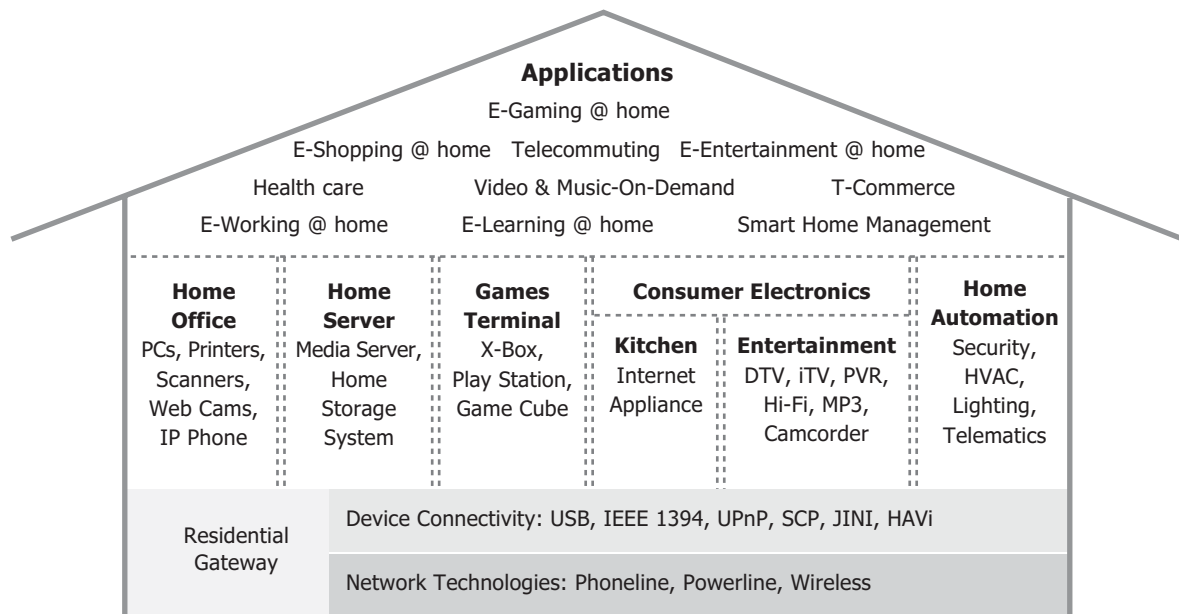 Applications
E-Gaming @ home
E-Shopping @ home Telecommuting E-Entertainment @ home
Health care Video & Music-On-Demand T-Commerce
E-Working @ home E-Learning @ home Smart Home Management
Home
Office
PCs, Printers,
Scanners,
Web Cams,
IP Phone
Home
Server
Media Server,
Home
Storage
System
Games
Terminal
X-Box,
Play Station,
Game Cube
Consumer Electronics
Kitchen
Internet
Appliance
Entertainment
DTV, iTV, PVR,
Hi-Fi, MP3,
Camcorder
Home
Automation
Security,
HVAC,
Lighting,
Telematics
Residential
Gateway
Device Connectivity: USB, IEEE 1394, UPnP, SCP, JINI, HAVi
Network Technologies: Phoneline, Powerline, Wireless